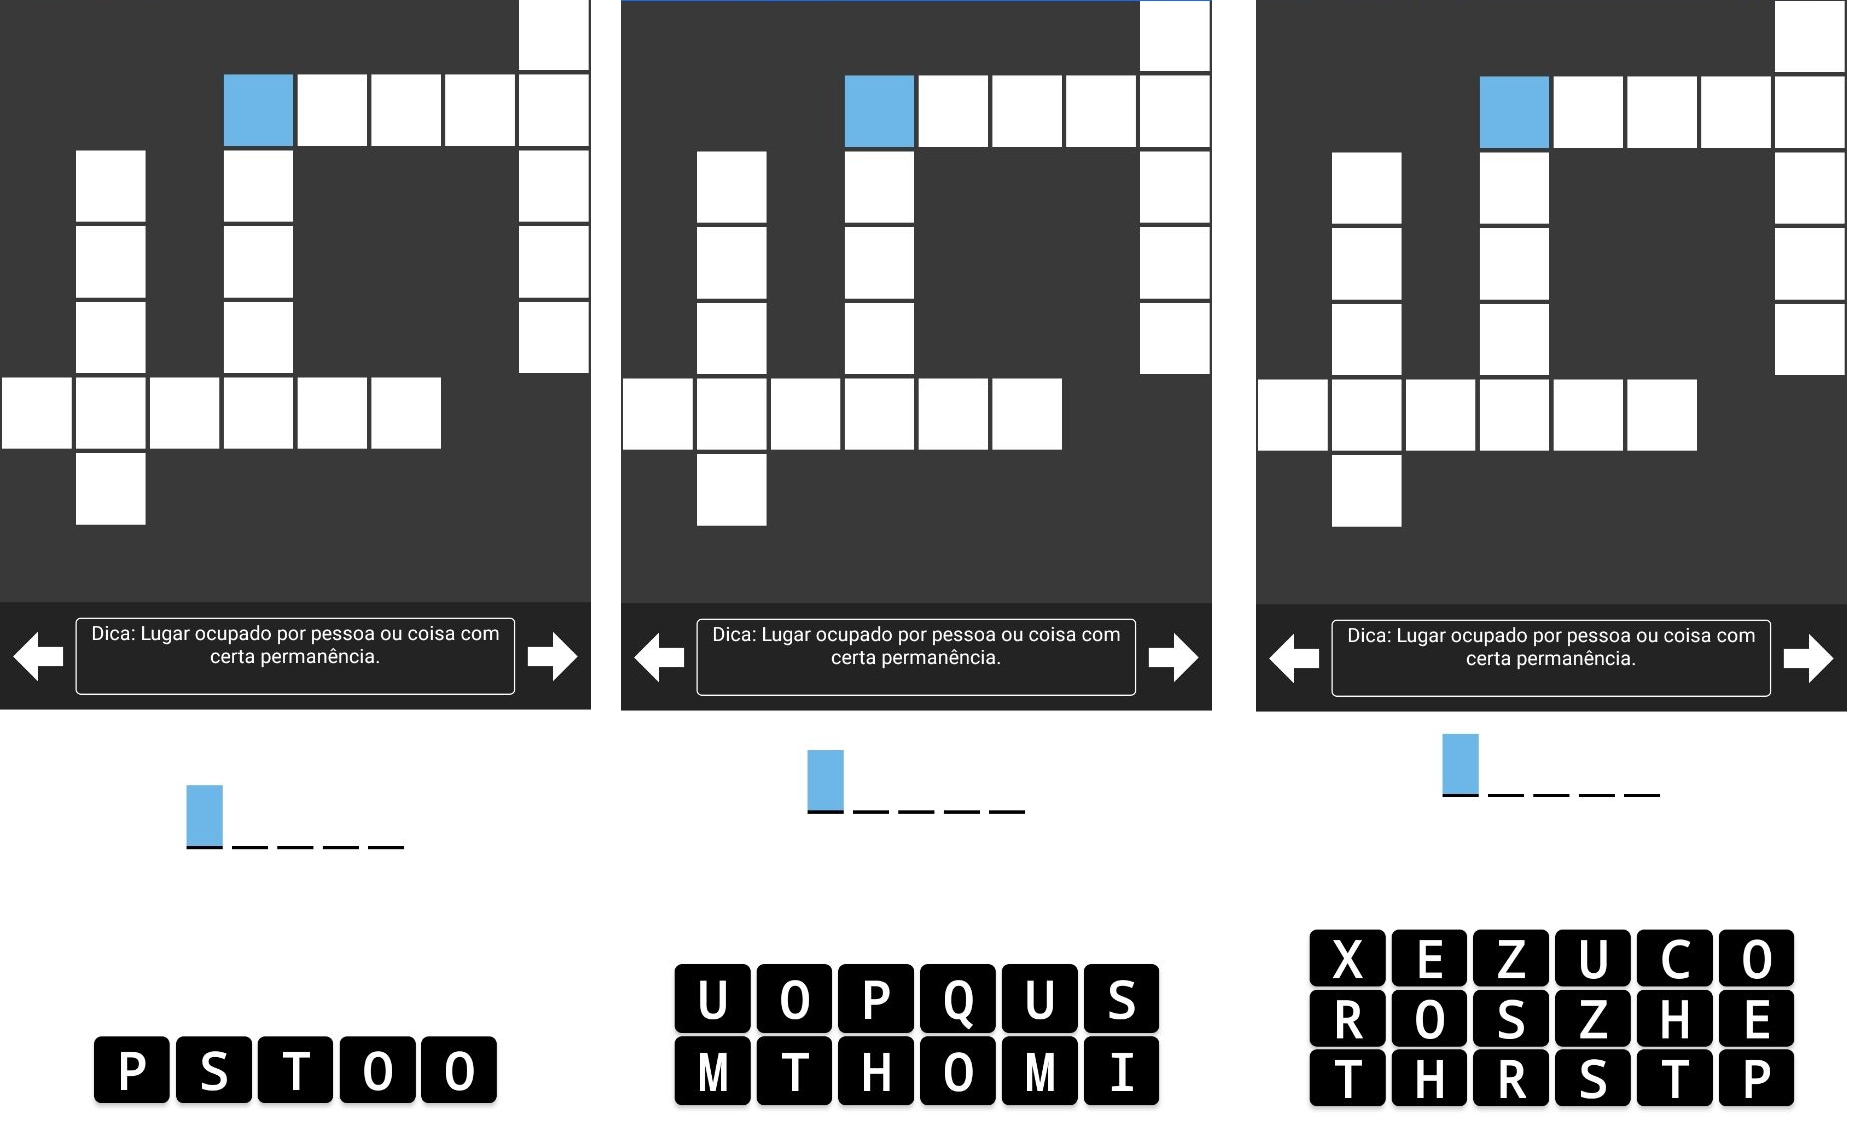 Dica: Lugar ocupado por pessoa ou coisa com
certa permanência.
P S T O O
Dica: Lugar ocupado por pessoa ou coisa com
certa permanência.
U O P Q U S
M T H O M I
Dica: Lugar ocupado por pessoa ou coisa com
certa permanência.
X E Z U C O
R O S Z H E
T H R S T P